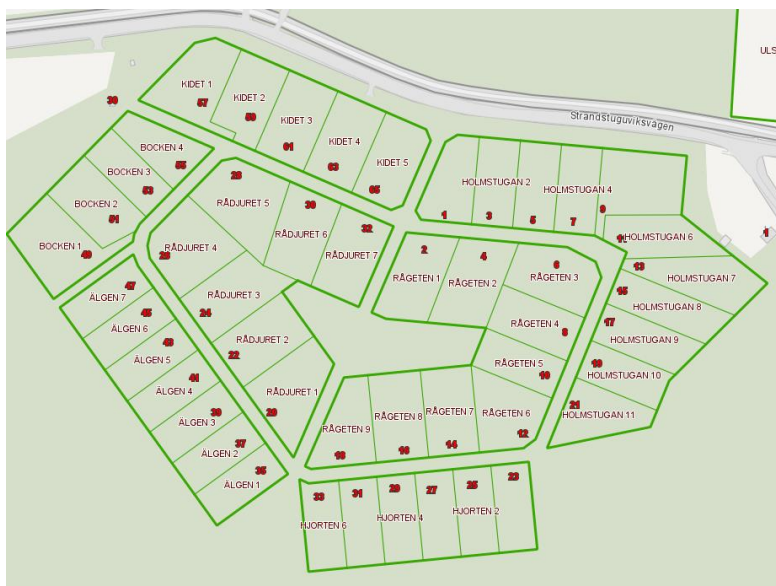 ULS
KIDET 1
57
KIDET 2
59
KIDET 3
61
KIDET 4
63
KIDET 5
65
Strandstuguviksvägen
BOCKEN 4
55
BOCKEN 3
53
BOCKEN 2
51
BOCKEN 1
49
HOLMSTUGAN 2
HOLMSTUGAN 4
1
3
5
7
9
HOLMSTUGAN 6
13
HOLMSTUGAN 7
15
HOLMSTUGAN 8
17
HOLMSTUGAN 9
19
HOLMSTUGAN 10
21
HOLMSTUGAN 11
1
RÅDJURET 5
30
RÅDJURET 6
32
RÅDJURET 7
RÅDJURET 4
RÅDJURET 3
24
RÅDJURET 2
22
RÅDJURET 1
20
2
RÅGETEN 1
4
RÅGETEN 2
6
RÅGETEN 3
RÅGETEN 4
8
RÅGETEN 5
10
RÅGETEN 6
12
RÅGETEN 7
14
RÅGETEN 8
16
RÅGETEN 9
18
47
ÄLGEN 7
45
ÄLGEN 6
43
ÄLGEN 5
41
ÄLGEN 4
39
ÄLGEN 3
37
ÄLGEN 2
35
ÄLGEN 1
33
HJORTEN 6
31
29
HJORTEN 4
27
25
HJORTEN 2
23